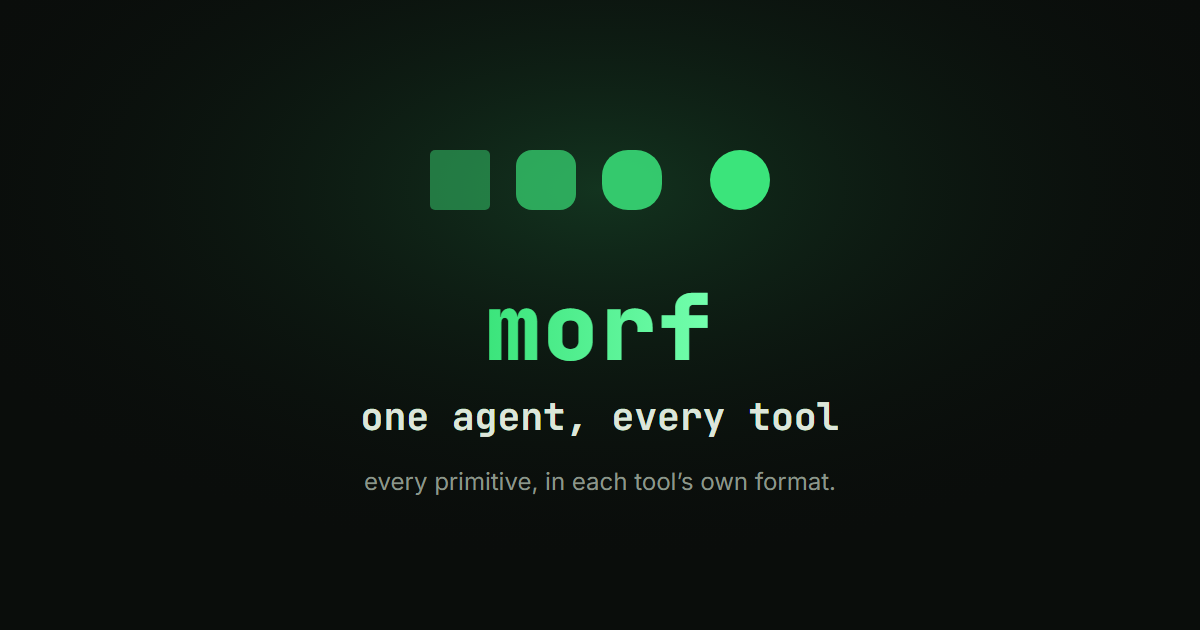 morf
one agent, every tool
every primitive, in each tool’s own format.